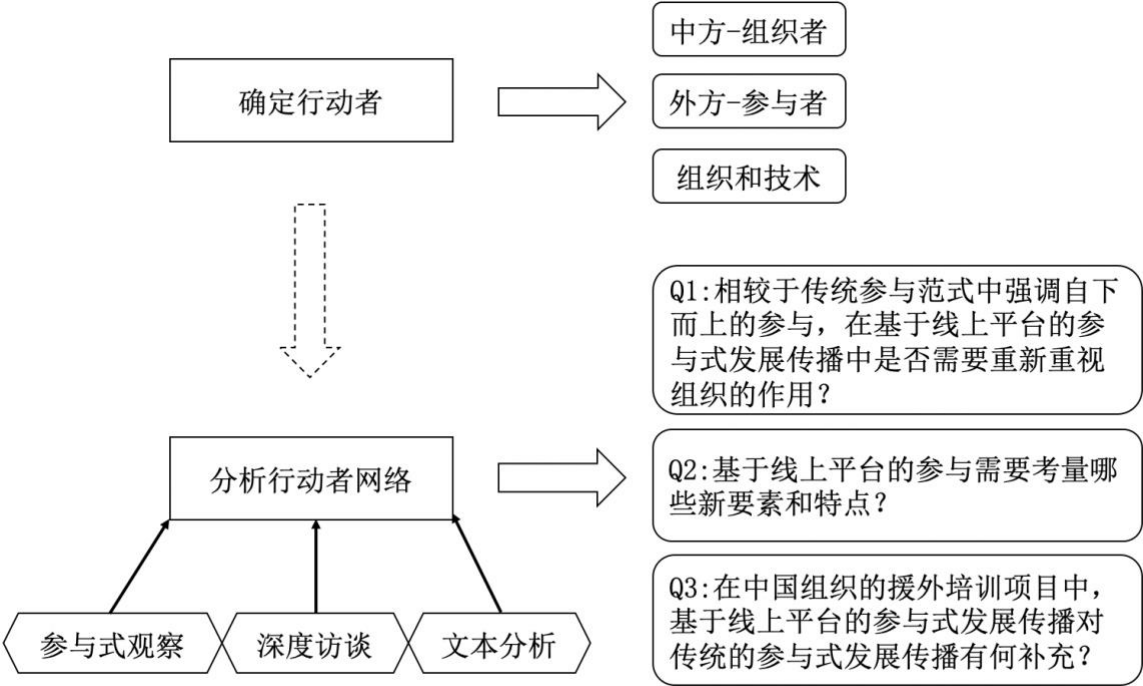 确定行动者
中方-组织者
外方-参与者
组织和技术
Q1:相较于传统参与范式中强调自下
而上的参与，在基于线上平台的参
与式发展传播中是否需要重新重视
组织的作用？
分析行动者网络
Q2:基于线上平台的参与需要考量哪
些新要素和特点？
Q3:在中国组织的援外培训项目中，
基于线上平台的参与式发展传播对
传统的参与式发展传播有何补充？
参与式观察
深度访谈
文本分析